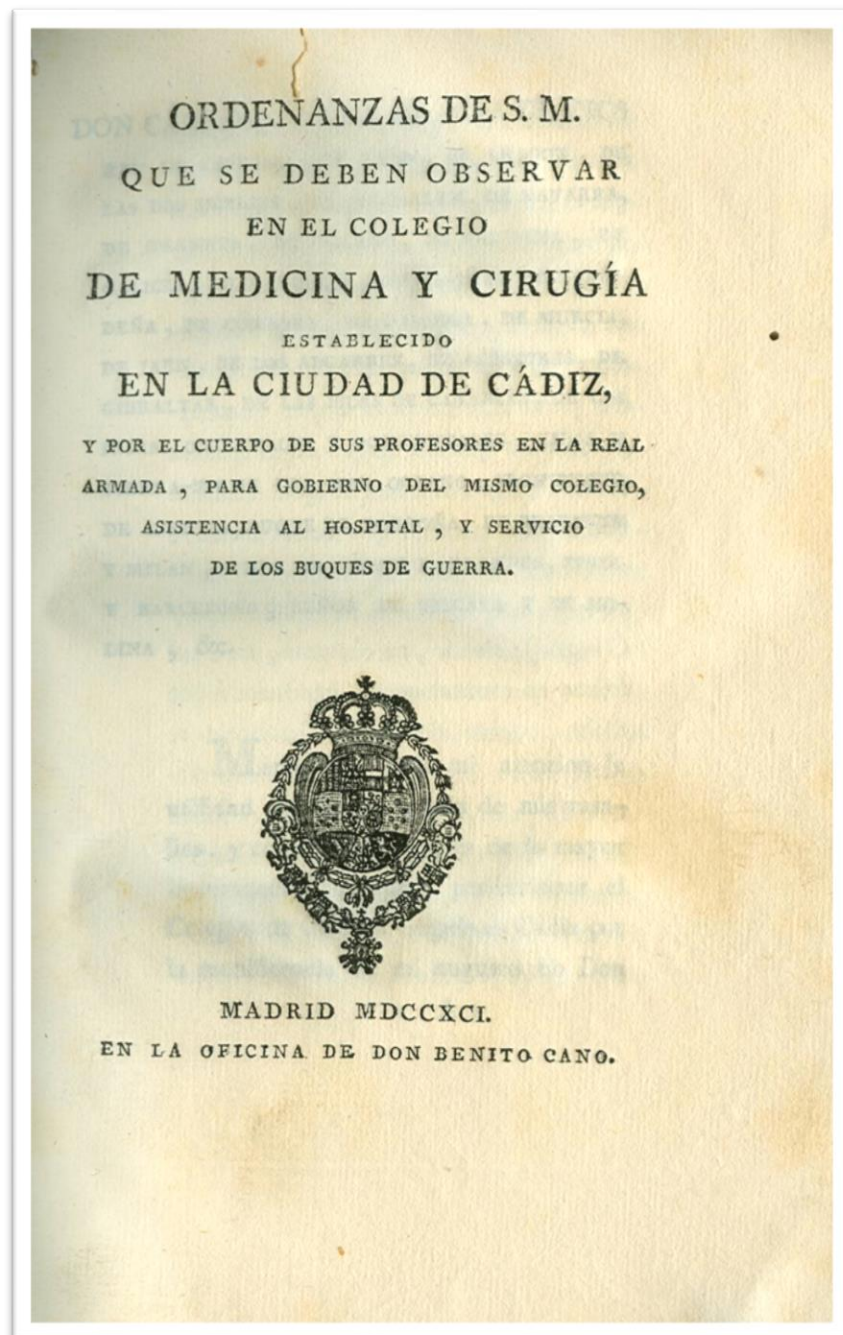 ORDENANZAS DE S. M.
QUE SE DEBEN OBSERVAR
EN EL COLEGIO
DE MEDICINA Y CIRUGÍA
ESTABLECIDO
EN LA CIUDAD DE CÁDIZ,
Y POR EL CUERPO DE SUS PROFESORES EN LA REAL
ARMADA , PARA GOBIERNO DEL MISMO COLEGIO,
ASISTENCIA AL HOSPITAL , Y SERVICIO
DE LOS BUQUES DE GUERRA.
MADRID MDCCXCI.
EN LA OFICINA DE DON BENITO CANO.